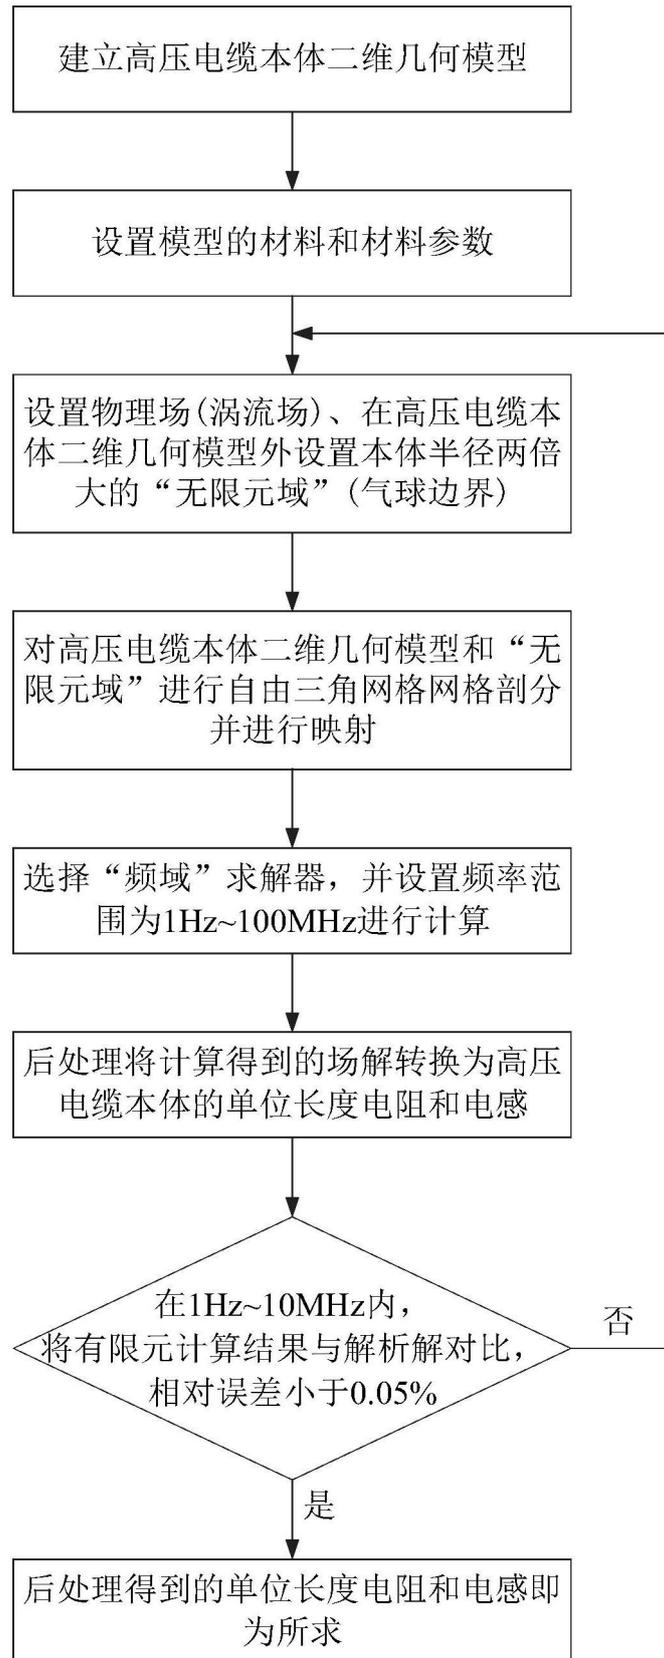 建立高压电缆本体二维几何模型
设置模型的材料和材料参数
设置物理场(涡流场)、在高压电缆本
体二维几何模型外设置本体半径两倍
大的“无限元域”(气球边界)
对高压电缆本体二维几何模型和“无
限元域”进行自由三角网格网格剖分
并进行映射
选择“频域”求解器，并设置频率范
围为1Hz~100MHz进行计算
后处理将计算得到的场解转换为高压
电缆本体的单位长度电阻和电感
在1Hz~10MHz内，
将有限元计算结果与解析解对比，
相对误差小于0.05%
否
是
后处理得到的单位长度电阻和电感即
为所求